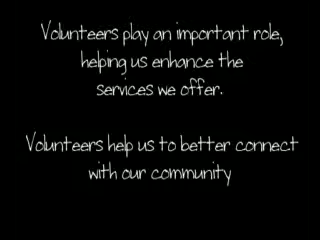 Volunteers play an important role,
helping us enhance the
services we offer.
Volunteers help us to better connect
with our community